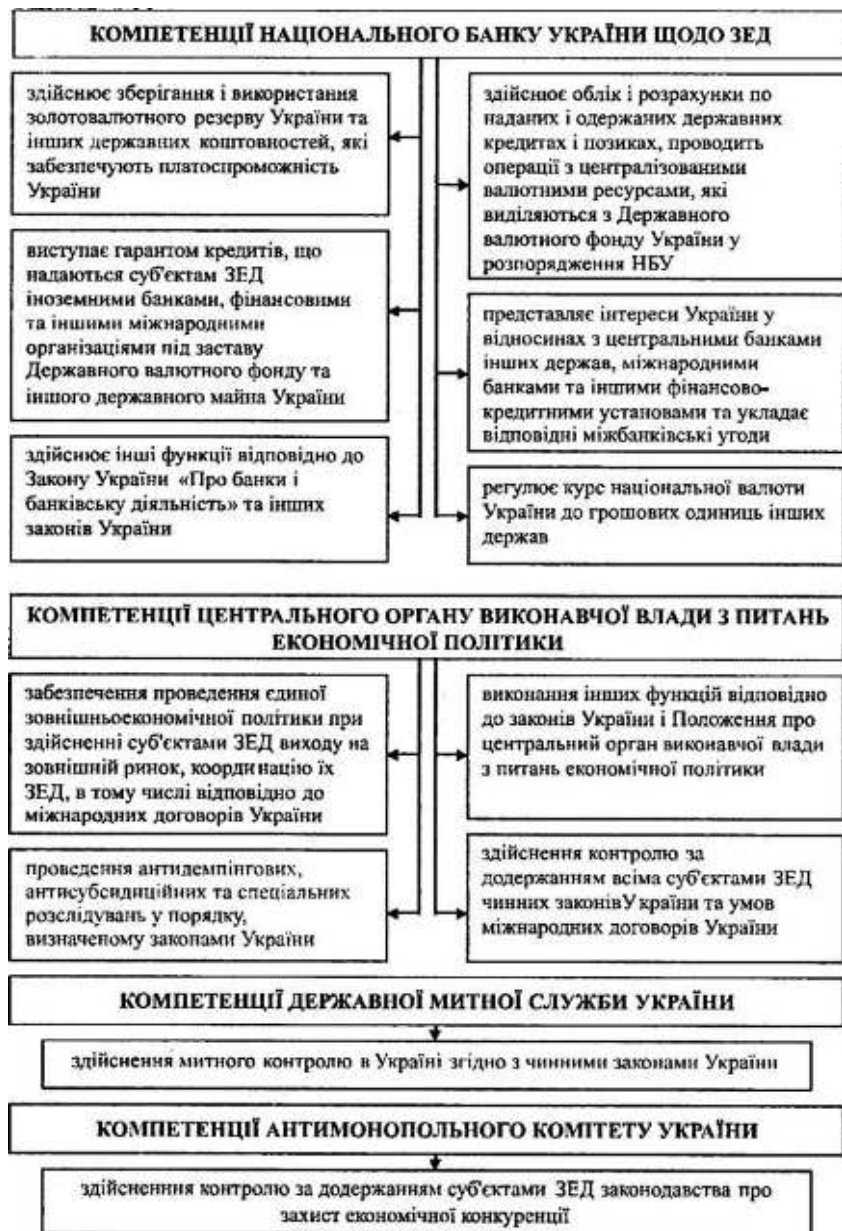 КОМПЕТЕНЦІЇ НАЦІОНАЛЬНОГО БАНКУ УКРАЇНИ ЩОДО ЗЕД
здійснює зберігання і використання
золотовалютного резерву України та
інших державних коштовностей, які
забезпечують платоспроможність
України
виступає гарантом кредитів, що
надаються суб'єктам ЗЕД
іноземними банками, фінансовими
та іншими міжнародними
організаціями під заставу
Державного валютного фонду та
іншого державного майна України
здійснює інші функції відповідно до
Закону України «Про банки і
банківську діяльність» та інших
законів України
здійснює облік і розрахунки по
наданих і одержаних державних
кредитах і позиках, проводить
операції з централізованими
валютними ресурсами, які
виділяються з Державного
валютного фонду України у
розпорядження НБУ
представляє інтереси України у
відносинах з центральними банками
інших держав, міжнародними
банками та іншими фінансово-
кредитними установами та укладає
відповідні міжбанківські угоди
регулює курс національної валюти
України до грошових одиниць інших
держав
КОМПЕТЕНЦІЇ ЦЕНТРАЛЬНОГО ОРГАНУ ВИКОНАВЧОЇ ВЛАДИ З ПИТАНЬ
ЕКОНОМІЧНОЇ ПОЛІТИКИ
забезпечення проведення єдиної
зовнішньоекономічної політики при
здійсненні суб'єктами ЗЕД виходу на
зовнішній ринок, координацію їх
ЗЕД, в тому числі відповідно до
міжнародних договорів України
проведення антидемпінгових,
антисубсидиційних та спеціальних
розслідувань у порядку,
визначеному законами України
виконання інших функцій відповідно
до законів України і Положення про
центральний орган виконавчої влади
з питань економічної політики
здійснення контролю за
додержанням всіма суб'єктами ЗЕД
чинних законівУкраїни та умов
міжнародних договорів України
КОМПЕТЕНЦІЇ ДЕРЖАВНОЇ МИТНОЇ СЛУЖБИ УКРАЇНИ
здійснення митного контролю в Україні згідно з чинними законами України
КОМПЕТЕНЦІЇ АНТИМОНОПОЛЬНОГО КОМІТЕТУ УКРАЇНИ
здійсненння контролю за додержанням суб'єктами ЗЕД законодавства про
захист економічної конкуренції